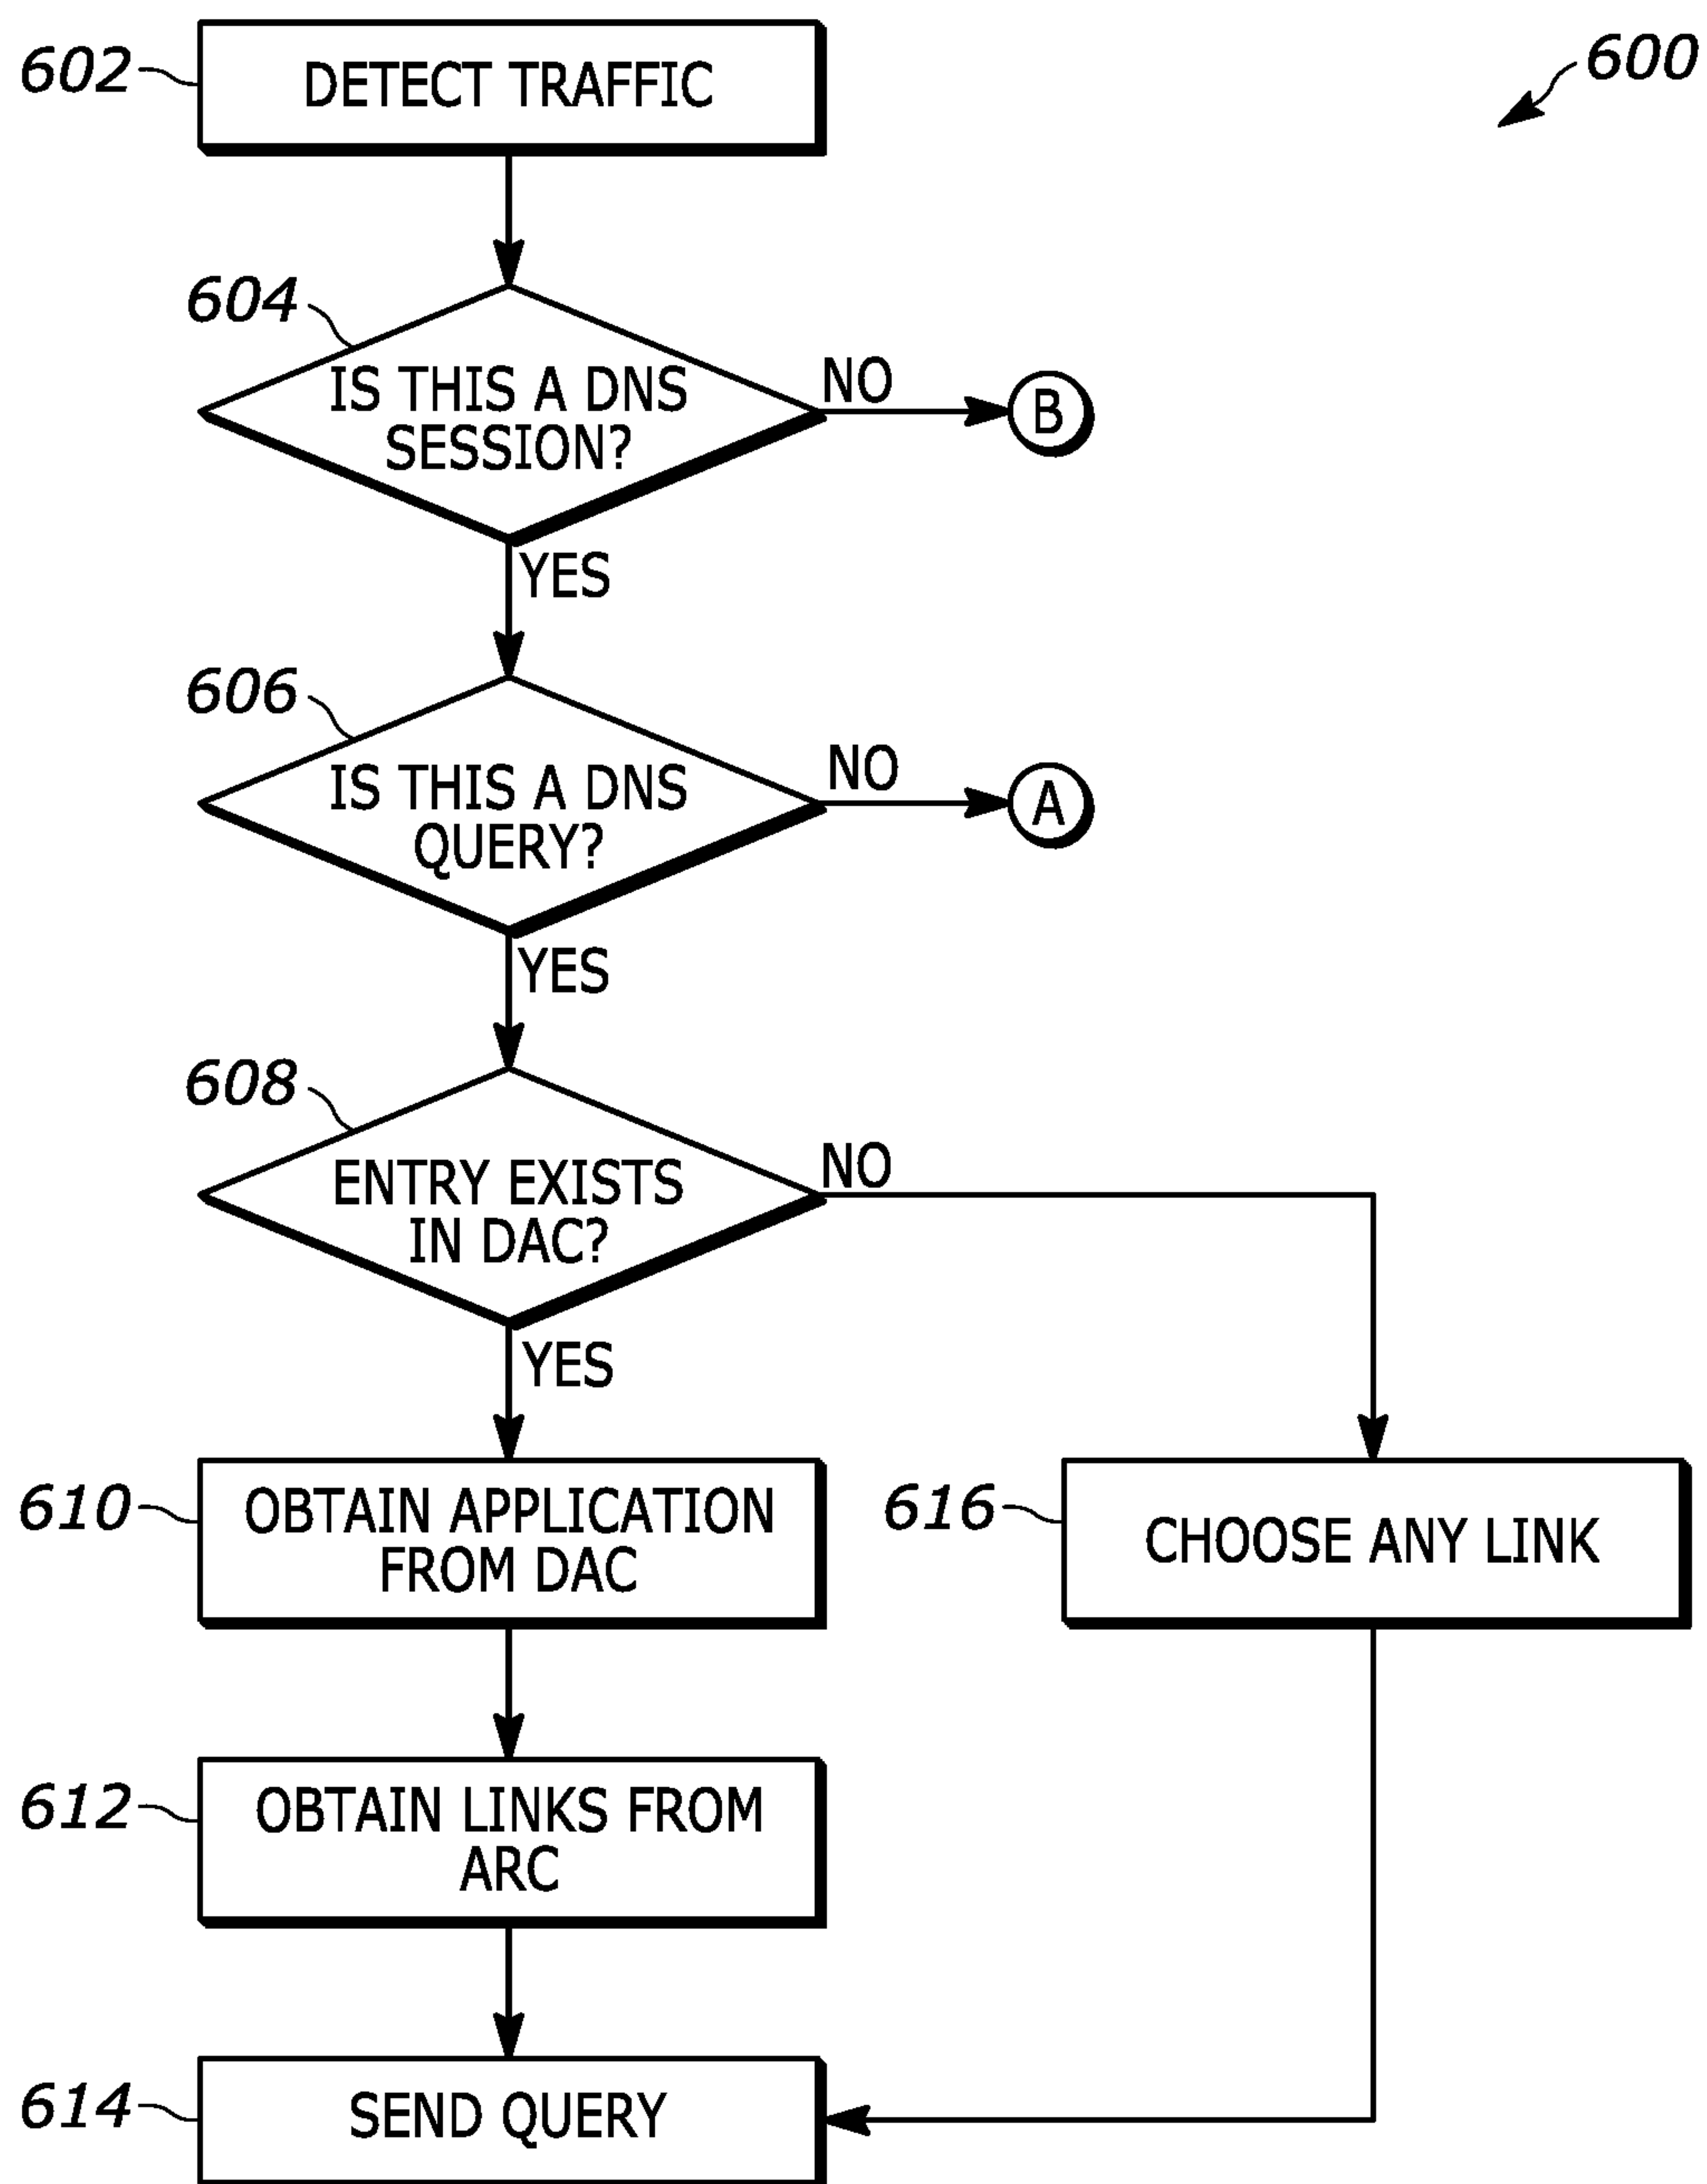 602
DETECT TRAFFIC
600
604
IS THIS A DNS
SESSION?
NO
B
YES
606
IS THIS A DNS
QUERY?
NO
A
YES
608
ENTRY EXISTS
IN DAC?
NO
YES
610
OBTAIN APPLICATION
FROM DAC
616
CHOOSE ANY LINK
612
OBTAIN LINKS FROM
ARC
614
SEND QUERY